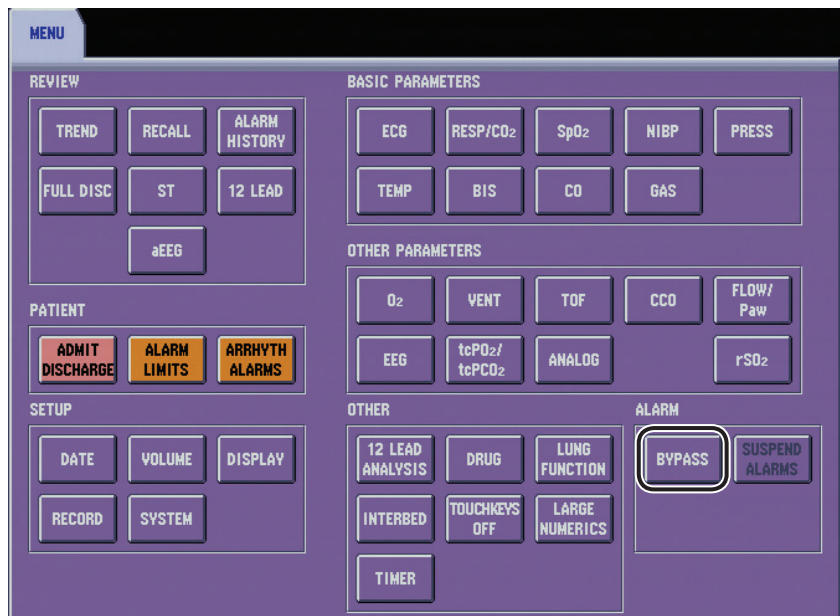 MENU
REVIEW
TREND
RECALL
ALARM
HISTORY
FULL DISC
ST
12 LEAD
aEEG
PATIENT
ADMIT
DISCHARGE
ALARM
LIMITS
ARRHYTH
ALARMS
SETUP
DATE
VOLUME
DISPLAY
RECORD
SYSTEM
BASIC PARAMETERS
ECG
RESP/CO2
SpO2
NIBP
PRESS
TEMP
BIS
CO
GAS
OTHER PARAMETERS
O2
VENT
TOF
CCO
FLOW/
Paw
EEG
tcPO2/
tcPCO2
ANALOG
rSO2
OTHER
12 LEAD
ANALYSIS
DRUG
LUNG
FUNCTION
INTERBED
TOUCHKEYS
OFF
LARGE
NUMERICS
TIMER
ALARM
BYPASS
SUSPEND
ALARMS